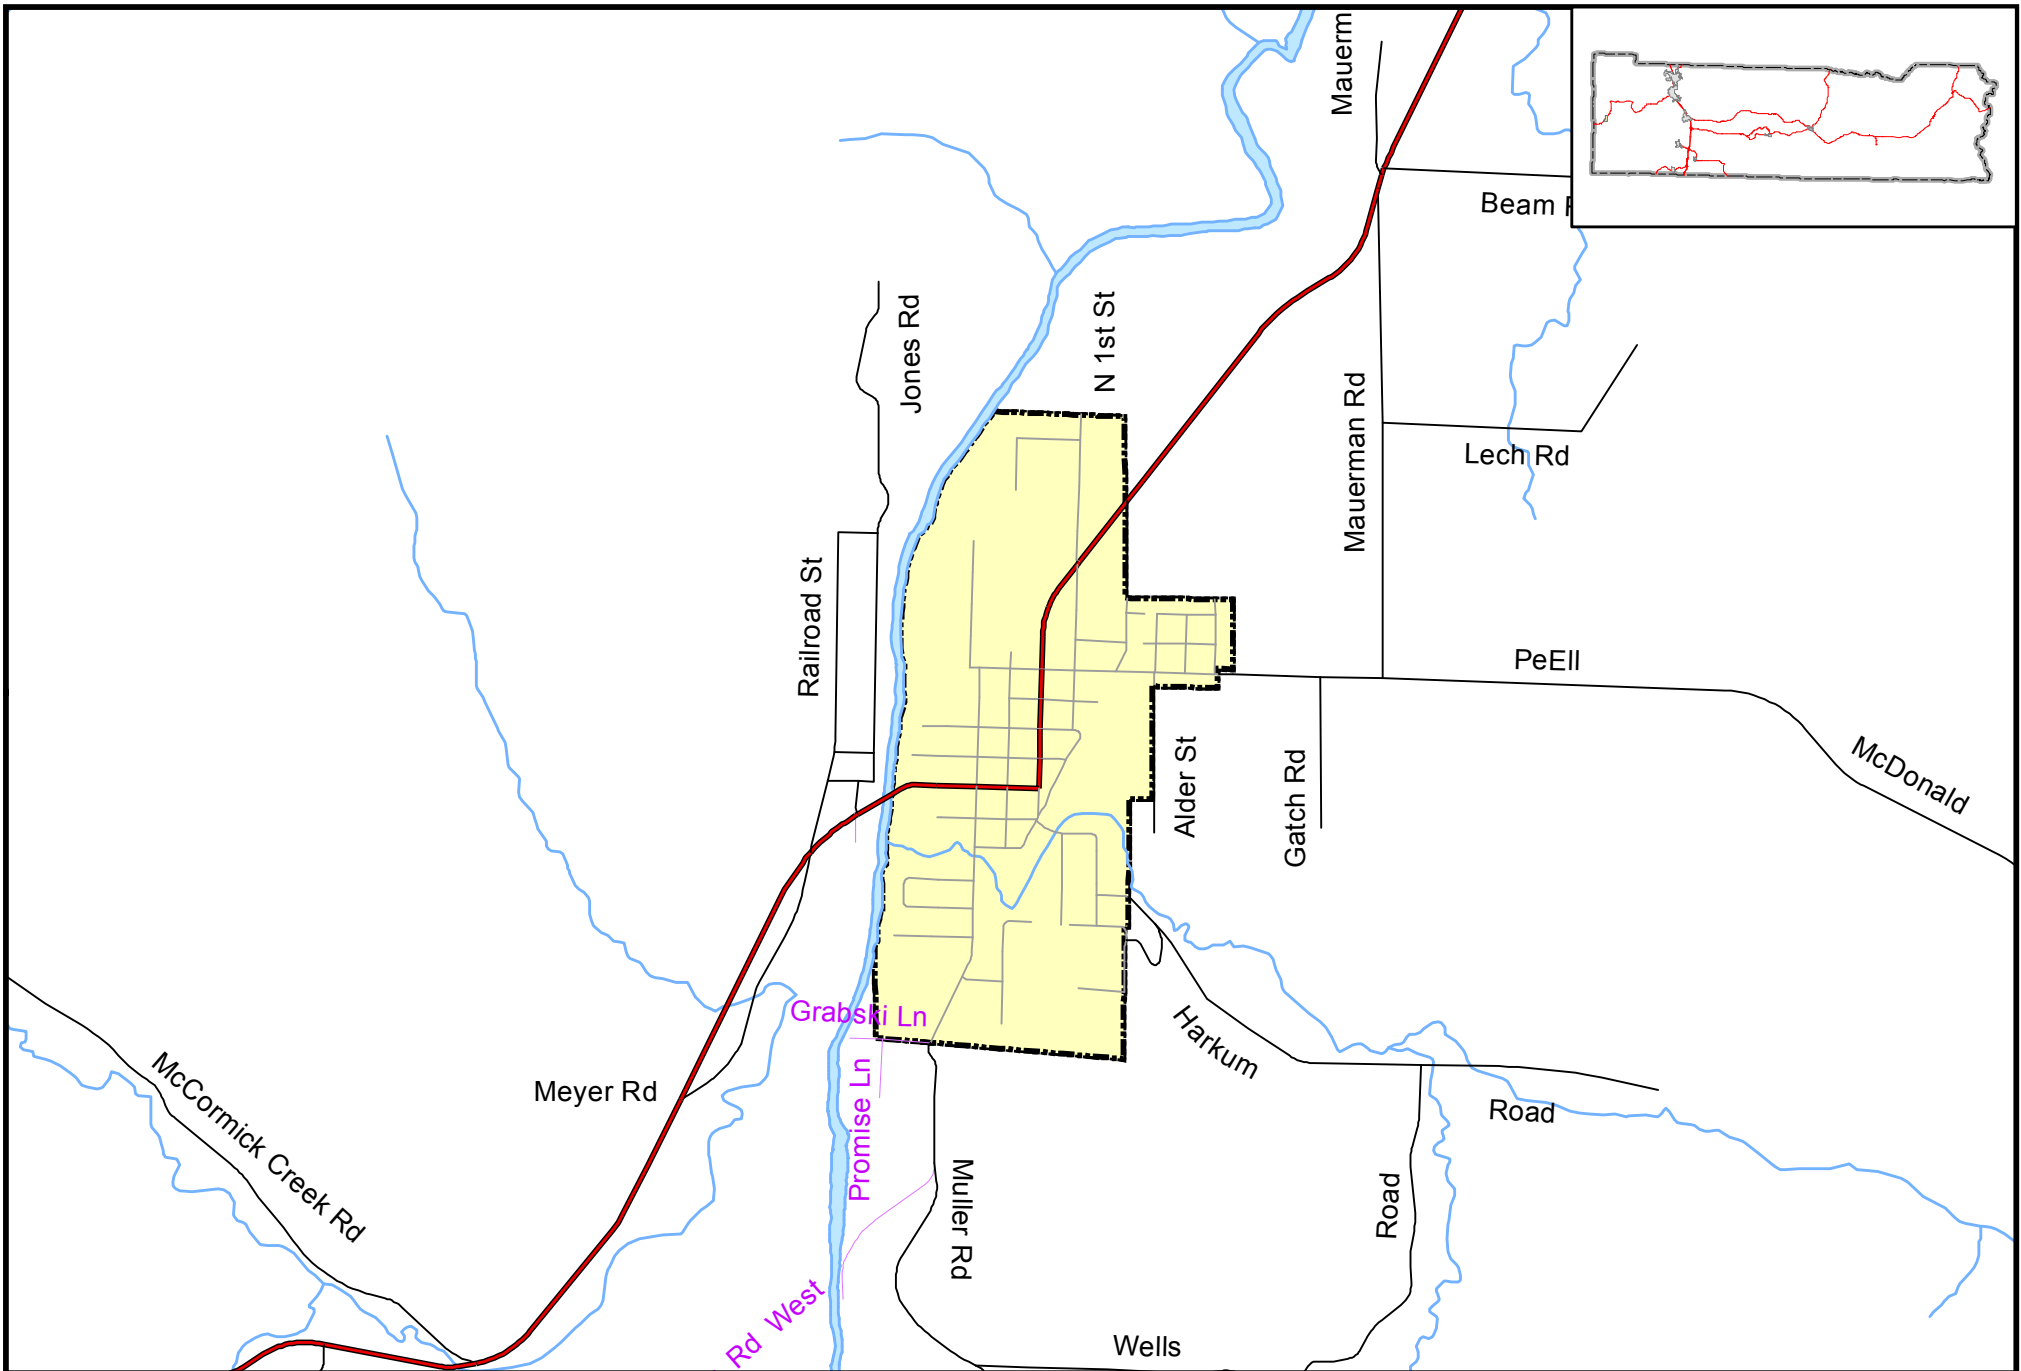 Mauerm
Beam
Jones Rd
N 1st St
Mauerman Rd
Lech Rd
Railroad St
PeEll
McDonald
Alder St
Gatch Rd
Grabski Ln
Harkum
Road
Meyer Rd
McCormick Creek Rd
Promise Ln
Muller Rd
Road
Rd West
Wells